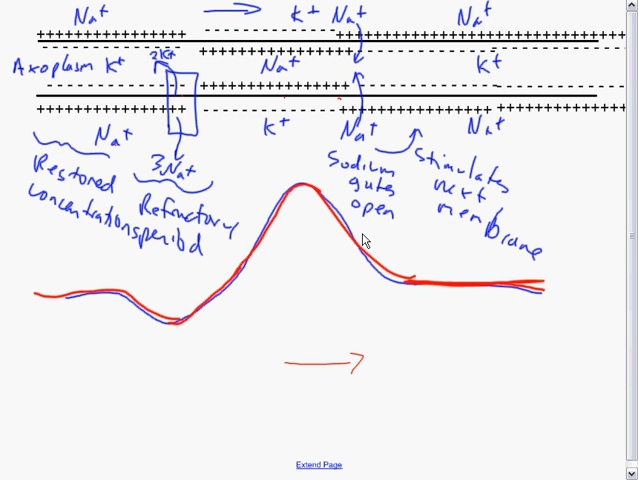 Na+ K+ Na+ Na+
+++++++++++++++++++++ - - - - - - - - - - - - - ++++++++++++++++++++++++++++
- - - - - - - - - - - - - +++++++++++++++++++ - - - - - - - - - - - - - - - -
Axoplasm K+ 2K+ Na+ K+
- - - - - - - - - - - - - +++++++++++++++++++ - - - - - - - - - - - - - - - -
+++++++++++++++++++++ - - - - - - - - - - - - - ++++++++++++++++ +++++++++++++
Na+ K+ Na+ Na+
3Na+
Restored
concentrations
Refractory
period
Sodium
gates
open
Stimulates
next
membrane
Extend Page